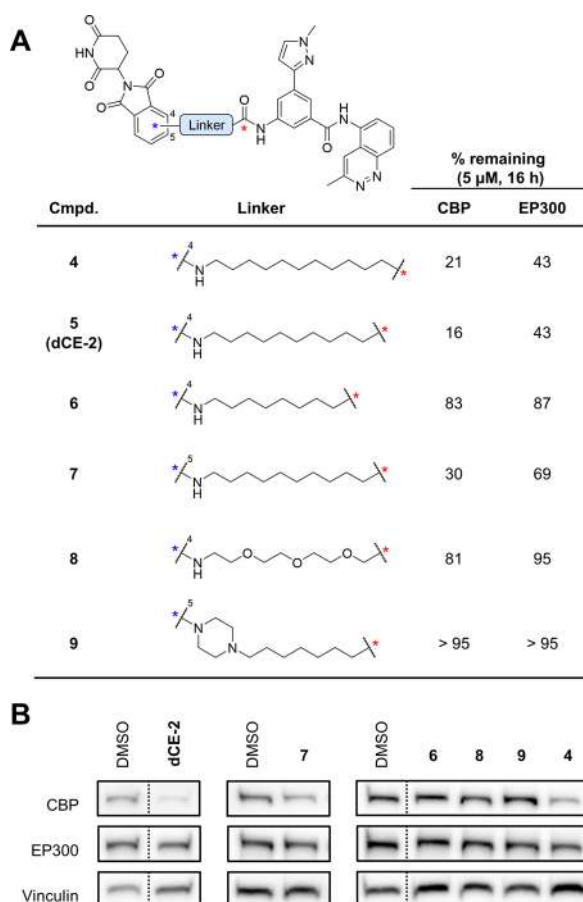 A
O
NH
O
N
O
O
4
5
*
Linker
O
*
N
H
N
N
O
H
N
N
N
% remaining
(5 µM, 16 h)
Cmpd. Linker CBP EP300
4 * 4 N H * 21 43
5
(dCE-2) * 4 N H * 16 43
6 * 4 N H * 83 87
7 * 5 N H * 30 69
8 * 4 N H O O O * 81 95
9 * 5 N N * > 95 > 95
B
DMSO dCE-2 DMSO 7 DMSO 6 8 9 4
CBP
EP300
Vinculin